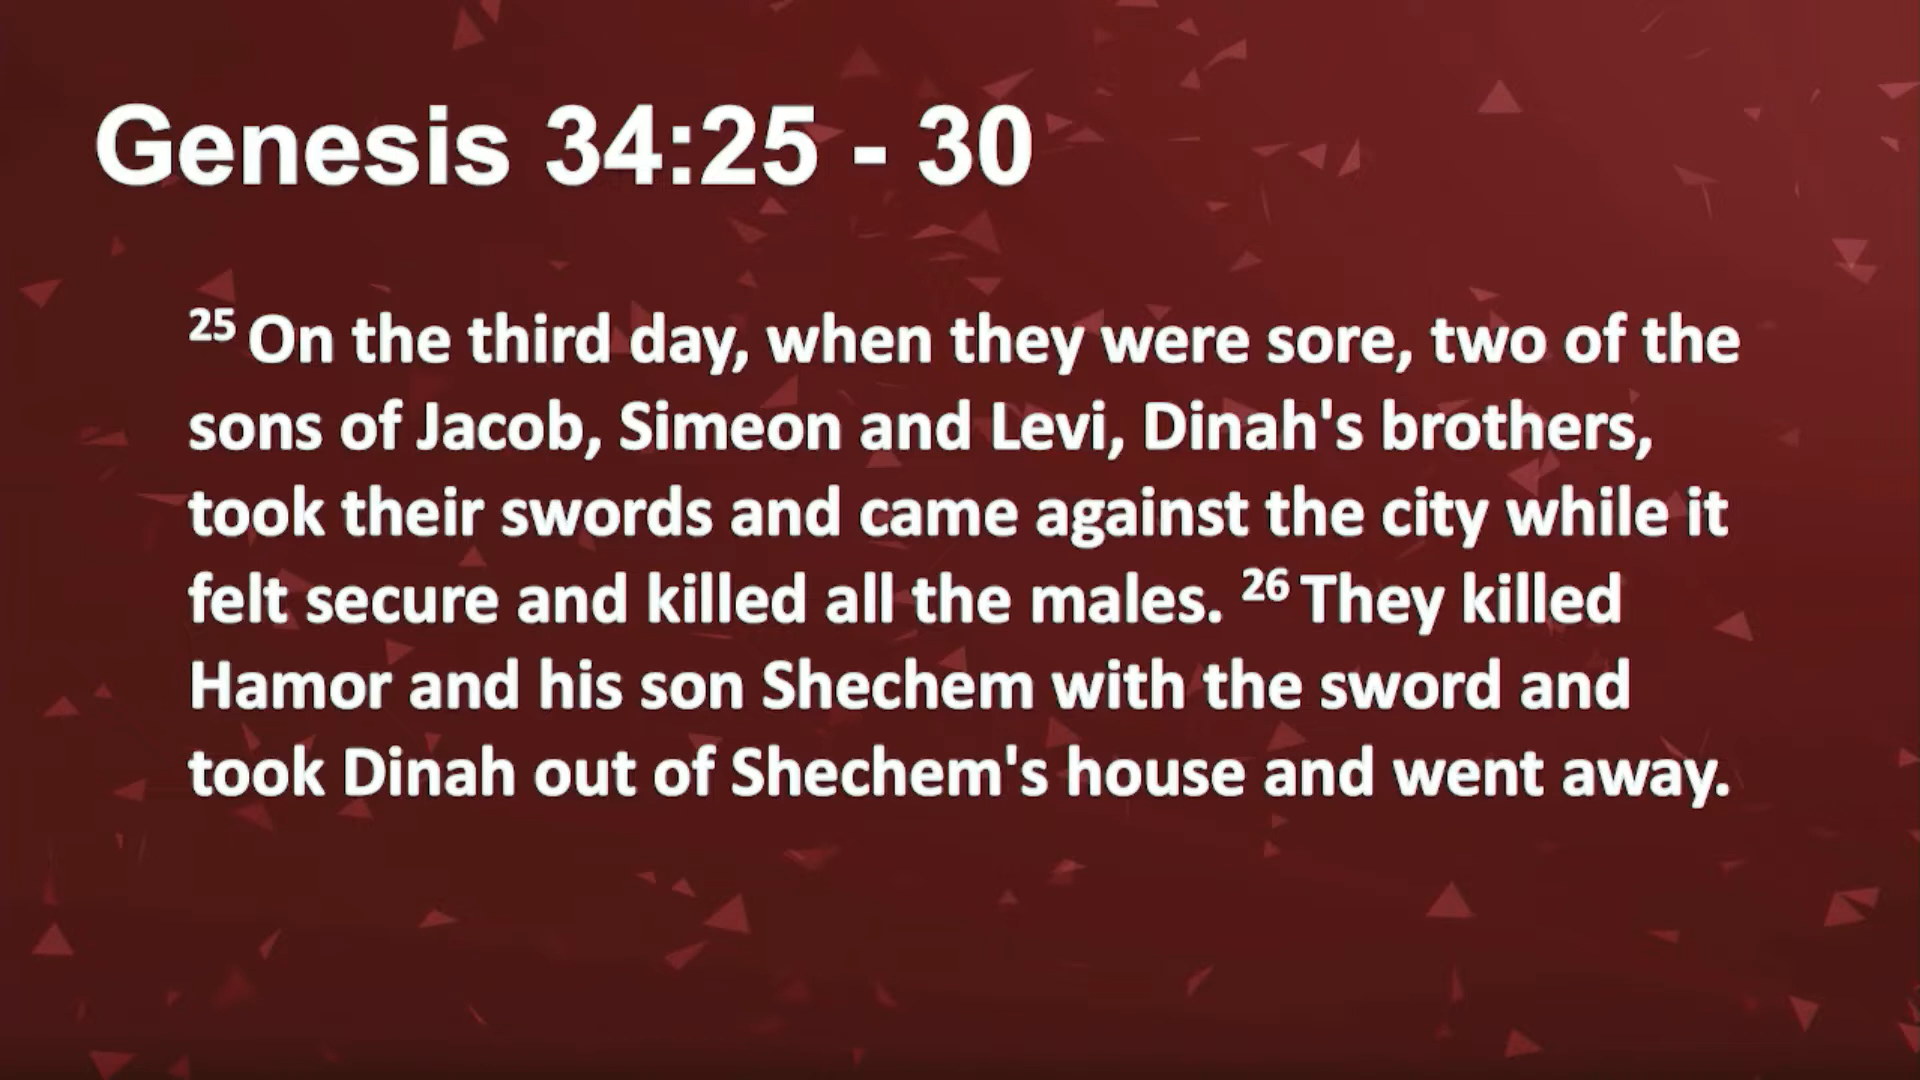 Genesis 34:25 - 30
25 On the third day, when they were sore, two of the
sons of Jacob, Simeon and Levi, Dinah's brothers,
took their swords and came against the city while it
felt secure and killed all the males. 26 They killed
Hamor and his son Shechem with the sword and
took Dinah out of Shechem's house and went away.